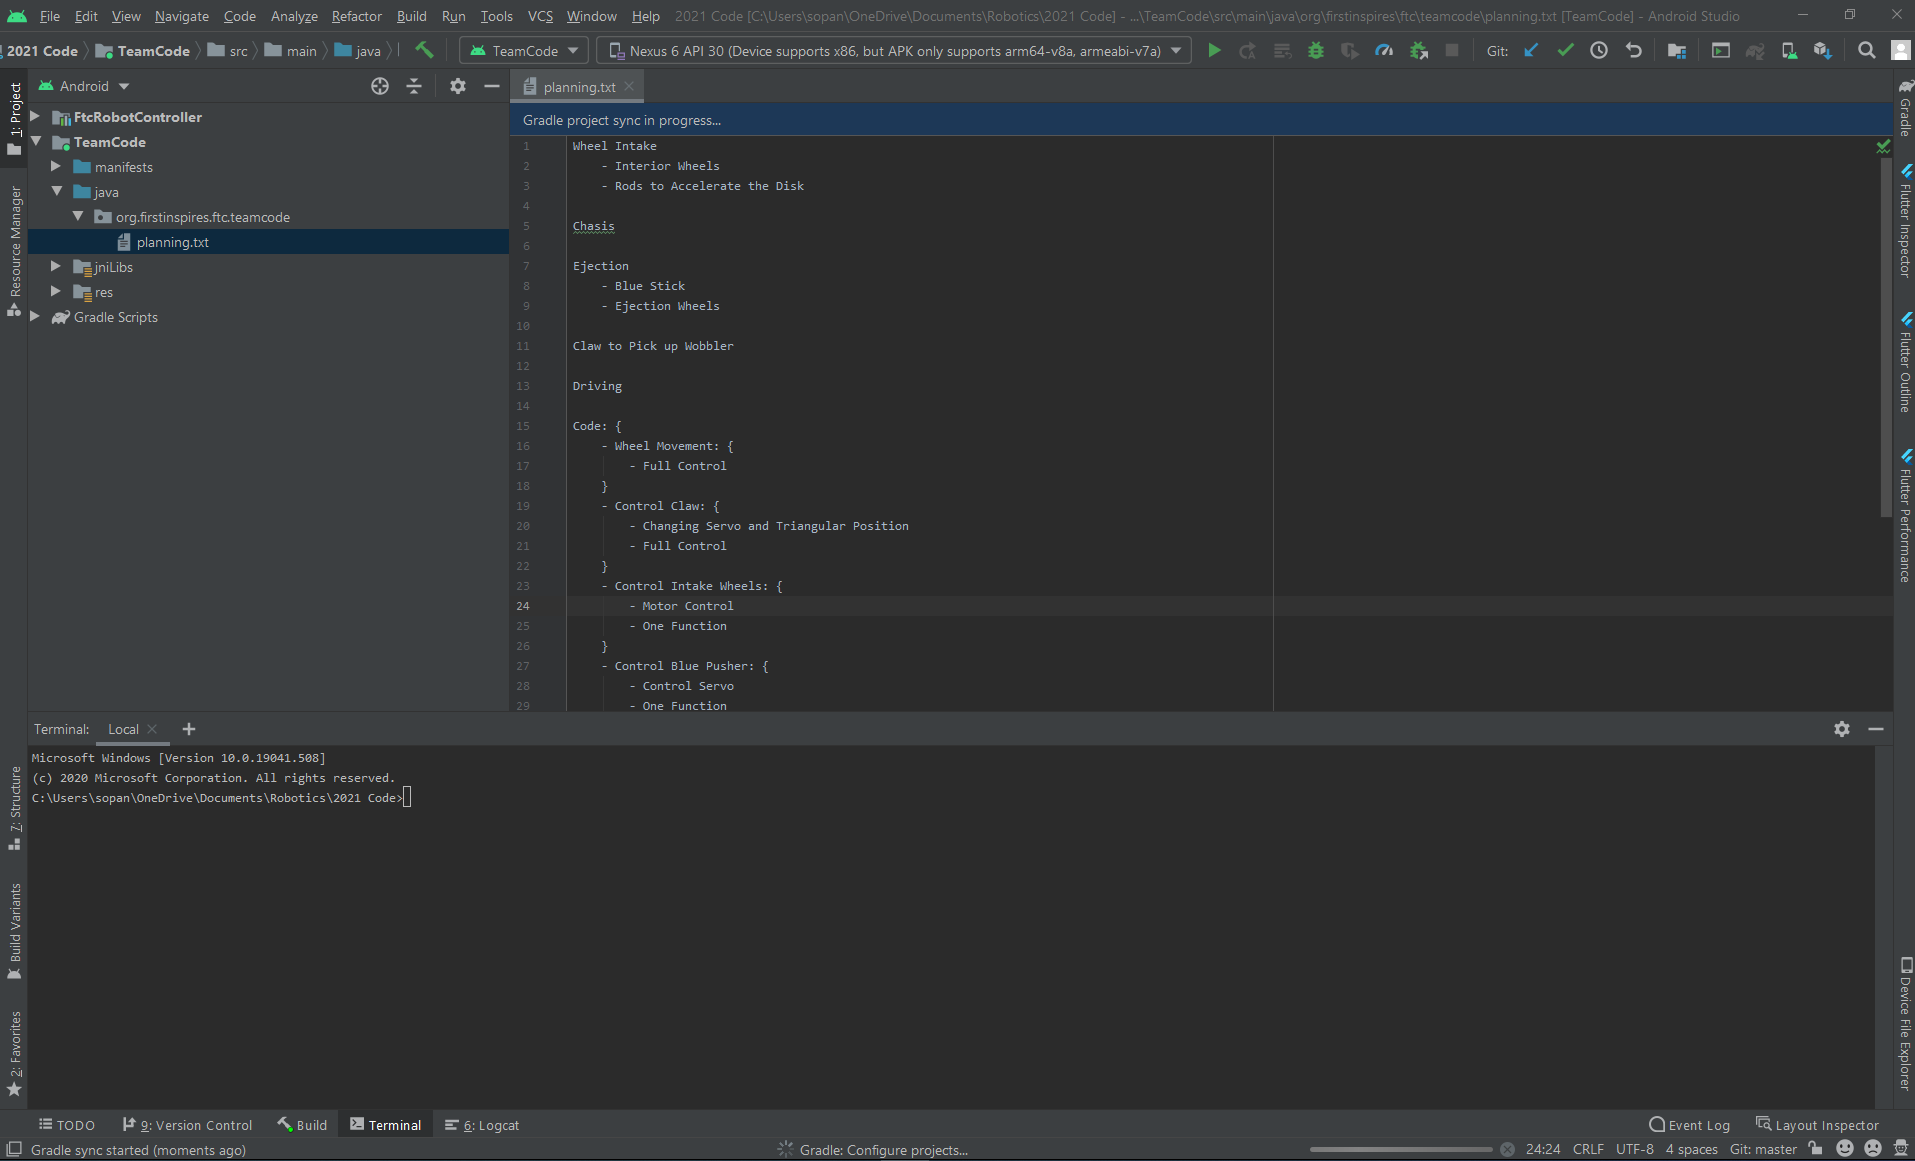 File Edit View Navigate Code Analyze Refactor Build Run Tools VCS Window Help 2021 Code [C:\Users\sopan\OneDrive\Documents\Robotics\2021 Code] - ...\TeamCode\src\main\java\org\firstinspires\ftc\teamcode\planning.txt [TeamCode] - Android Studio
2021 Code TeamCode src main java TeamCode Nexus 6 API 30 (Device supports x86, but APK only supports arm64-v8a, armeabi-v7a) Git:
Android
planning.txt
1: Project
Resource Manager
7: Structure
Build Variants
2: Favorites
FtcRobotController
TeamCode
manifests
java
org.firstinspires.ftc.teamcode
planning.txt
jniLibs
res
Gradle Scripts
Gradle project sync in progress...
1 Wheel Intake
2 - Interior Wheels
3 - Rods to Accelerate the Disk
4
5 Chasis
6
7 Ejection
8 - Blue Stick
9 - Ejection Wheels
10
11 Claw to Pick up Wobbler
12
13 Driving
14
15 Code: {
16 - Wheel Movement: {
17 - Full Control
18 }
19 - Control Claw: {
20 - Changing Servo and Triangular Position
21 - Full Control
22 }
23 - Control Intake Wheels: {
24 - Motor Control
25 - One Function
26 }
27 - Control Blue Pusher: {
28 - Control Servo
29 - One Function
Gradle
Flutter Inspector
Flutter Outline
Flutter Performance
Device File Explorer
Terminal: Local
Microsoft Windows [Version 10.0.19041.508]
(c) 2020 Microsoft Corporation. All rights reserved.
C:\Users\sopan\OneDrive\Documents\Robotics\2021 Code>
TODO 9: Version Control Build Terminal 6: Logcat Event Log Layout Inspector
Gradle sync started (moments ago) Gradle: Configure projects... 24:24 CRLF UTF-8 4 spaces Git: master